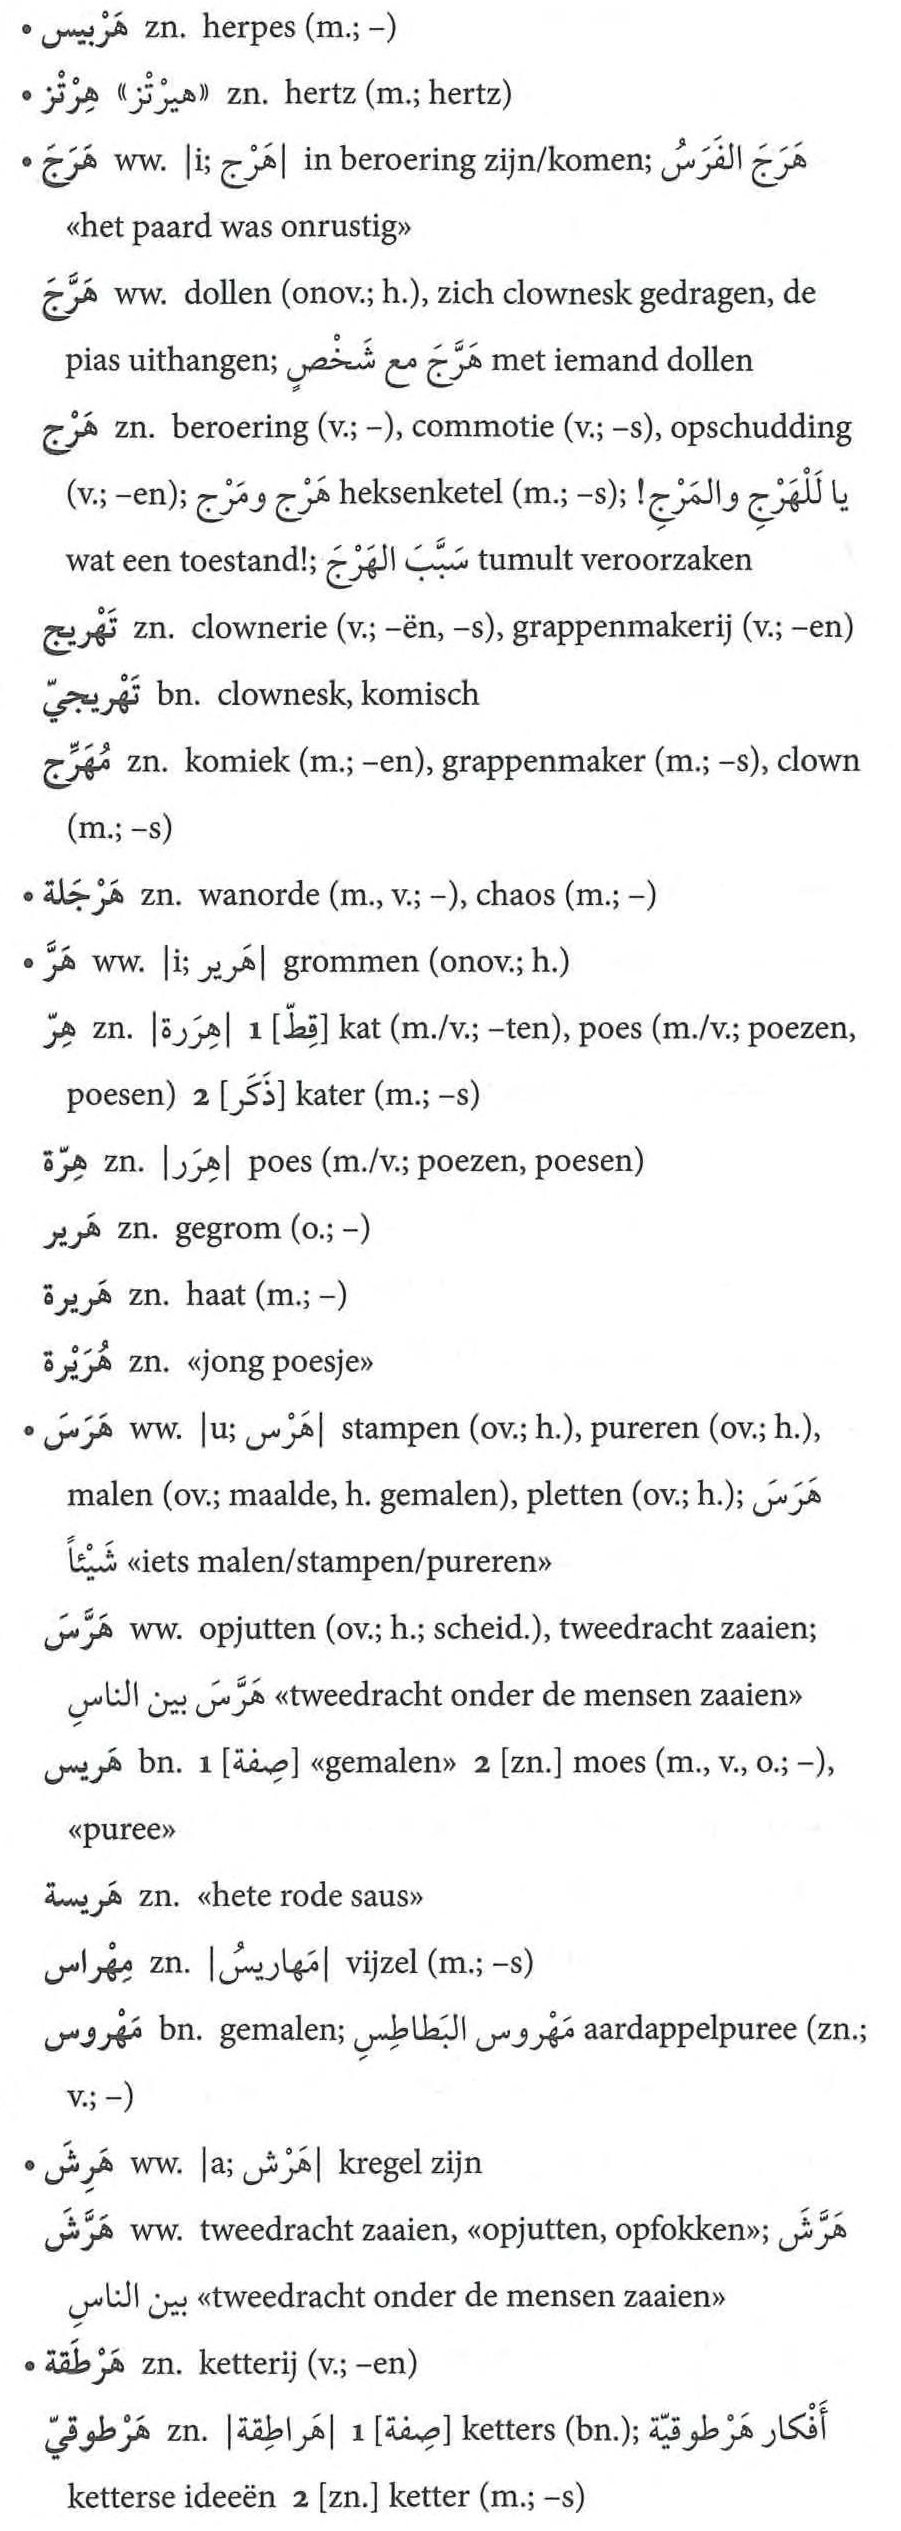 • هَرْبيس zn. herpes (m.; –)
• هِرْتْز «هيرْتْز» zn. hertz (m.; hertz)
• هَرَجَ ww. |i; هَرْج| in beroering zijn/komen; هَرَجَ الفَرَسُ
«het paard was onrustig»
هَرَّجَ ww. dollen (onov.; h.), zich clownesk gedragen, de
pias uithangen; هَرَّجَ مع شَخْصٍ met iemand dollen
هَرْج zn. beroering (v.; –), commotie (v.; –s), opschudding
(v.; –en); هَرْج ومَرْج heksenketel (m.; –s); يا لَلْهَرْجِ والمَرْجِ!
wat een toestand!; سَبَّبَ الهَرْجَ tumult veroorzaken
تَهْريج zn. clownerie (v.; –ën, –s), grappenmakerij (v.; –en)
تَهْريجيّ bn. clownesk, komisch
مُهَرِّج zn. komiek (m.; –en), grappenmaker (m.; –s), clown
(m.; –s)
• هَرْجَلة zn. wanorde (m., v.; –), chaos (m.; –)
• هَرَّ ww. |i; هَرير| grommen (onov.; h.)
هِرّ zn. |هِرَرة| 1 [قِطّ] kat (m./v.; –ten), poes (m./v.; poezen,
poesen) 2 [ذَكَر] kater (m.; –s)
هِرّة zn. |هِرَر| poes (m./v.; poezen, poesen)
هَرير zn. gegrom (o.; –)
هَريرة zn. haat (m.; –)
هُرَيْرة zn. «jong poesje»
• هَرَسَ ww. |u; هَرْس| stampen (ov.; h.), pureren (ov.; h.),
malen (ov.; maalde, h. gemalen), pletten (ov.; h.); هَرَسَ
شَيْئاً «iets malen/stampen/pureren»
هَرَّسَ ww. opjutten (ov.; h.; scheid.), tweedracht zaaien;
هَرَّسَ بين الناسِ «tweedracht onder de mensen zaaien»
هَريس bn. 1 [صِفة] «gemalen» 2 [zn.] moes (m., v., o.; –),
«puree»
هَريسة zn. «hete rode saus»
مِهْراس zn. |مَهاريسُ| vijzel (m.; –s)
مَهْروس bn. gemalen; مَهْروس البَطاطِسِ aardappelpuree (zn.;
v.; –)
• هَرِشَ ww. |a; هَرْش| kregel zijn
هَرَّشَ ww. tweedracht zaaien, «opjutten, opfokken»; هَرَّشَ
بين الناسِ «tweedracht onder de mensen zaaien»
• هَرْطَقة zn. ketterij (v.; –en)
هَرْطوقيّ zn. |هَراطِقة| 1 [صِفة] ketters (bn.); أَفْكار هَرْطوقيّة
ketterse ideeën 2 [zn.] ketter (m.; –s)